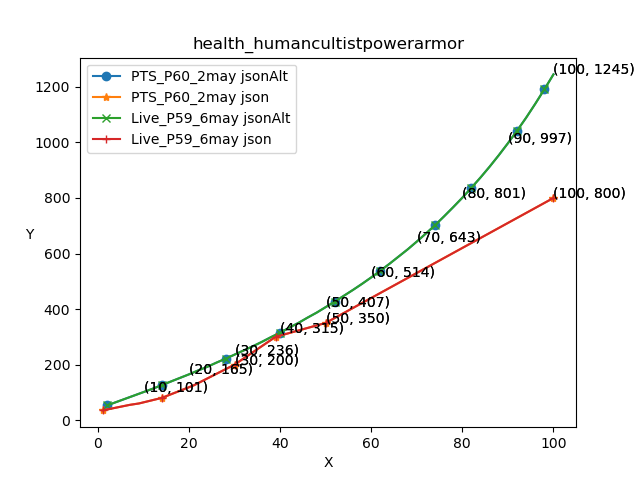 health_humancultistpowerarmor
PTS_P60_2may jsonAlt
PTS_P60_2may json
Live_P59_6may jsonAlt
Live_P59_6may json
Y
1200
1000
800
600
400
200
0
(100, 1245)
(90, 997)
(80, 801)
(100, 800)
(70, 643)
(60, 514)
(50, 407)
(50, 350)
(40, 315)
(30, 236)
(30, 200)
(20, 165)
(10, 101)
0 20 40 60 80 100
X